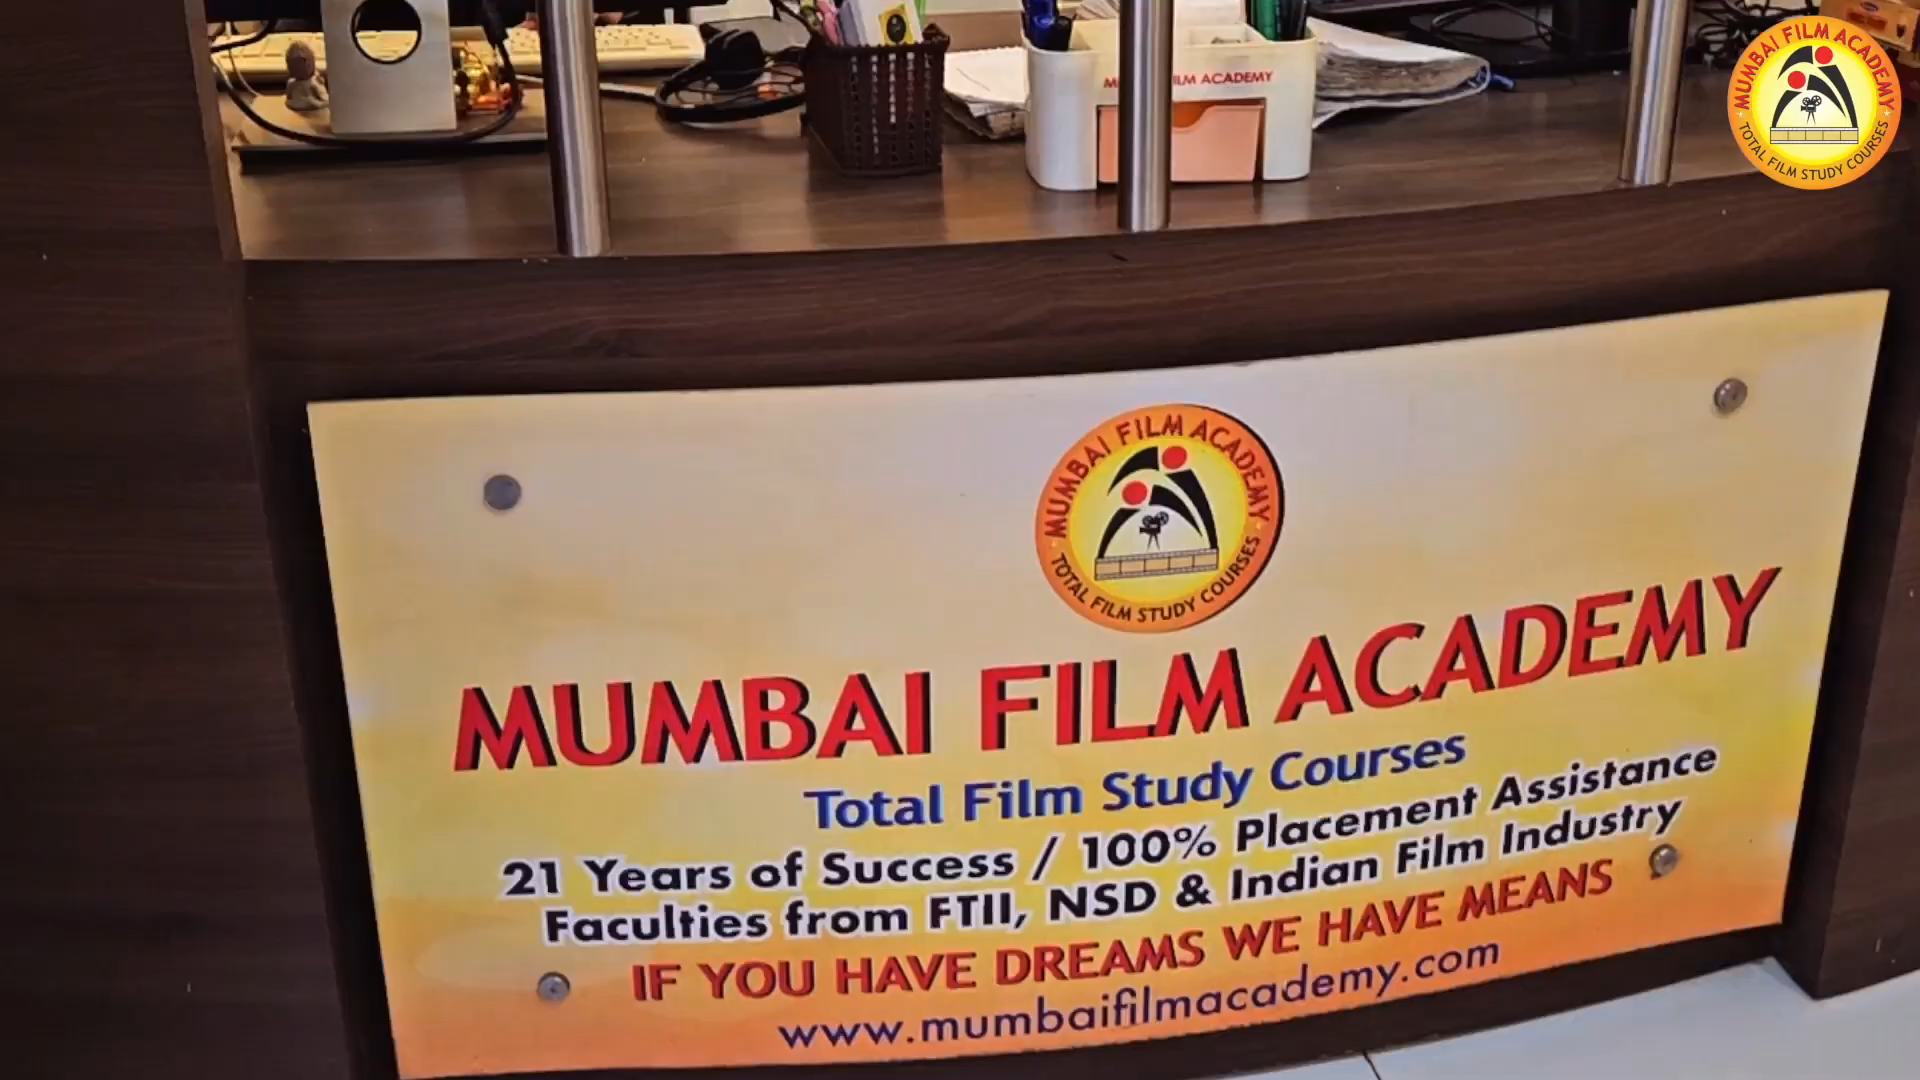 MUMBAI FILM ACADEMY
TOTAL FILM STUDY COURSES
ILM ACADEMY
MUMBAI FILM ACADEMY
TOTAL FILM STUDY COURSES
MUMBAI FILM ACADEMY
Total Film Study Courses
21 Years of Success / 100% Placement Assistance
Faculties from FTII, NSD & Indian Film Industry
IF YOU HAVE DREAMS WE HAVE MEANS
www.mumbaifilmacademy.com